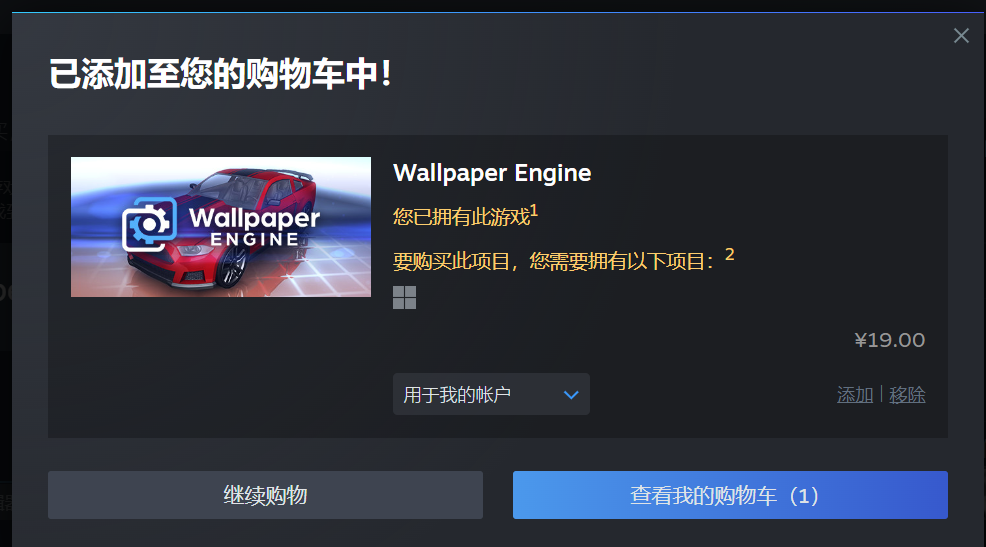 已添加至您的购物车中！
Wallpaper
ENGINE
Wallpaper Engine
您已拥有此游戏1
要购买此项目，您需要拥有以下项目：2
¥19.00
用于我的帐户
添加 | 移除
继续购物
查看我的购物车（1）